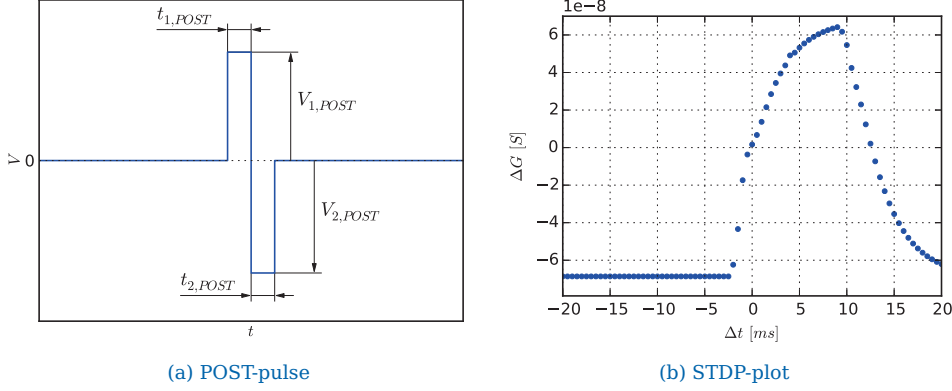 t1,POST
V1,POST
V
0
V2,POST
t2,POST
t
(a) POST-pulse
1e−8
6
4
2
0
−2
−4
−6
ΔG [S]
−20 −15 −10 −5 0 5 10 15 20
Δt [ms]
(b) STDP-plot